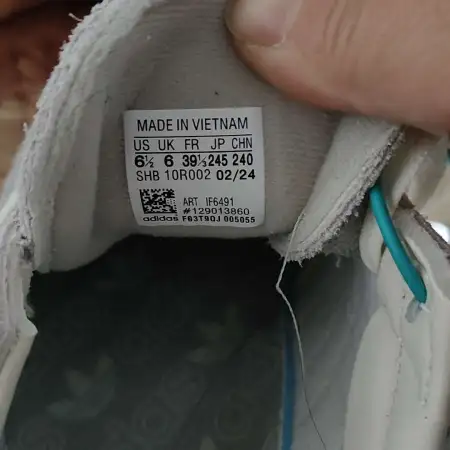 MADE IN VIETNAM
US UK FR JP CHN
6½ 6 39⅓ 245 240
SHB 10R002 02/24
ART IF6491
#129013860
adidas F03T9QJ 005055